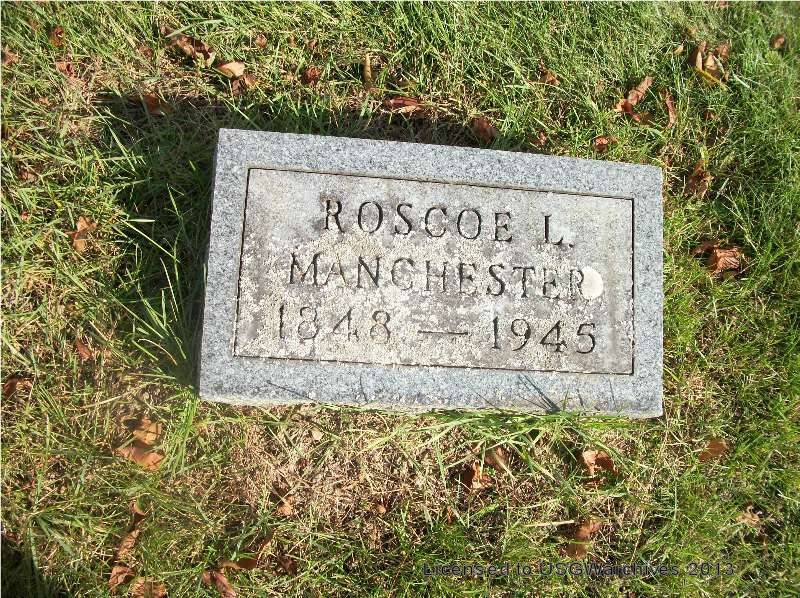 ROSCOE L.
MANCHESTER
1848 — 1945
Licensed to USGWarchives 2013